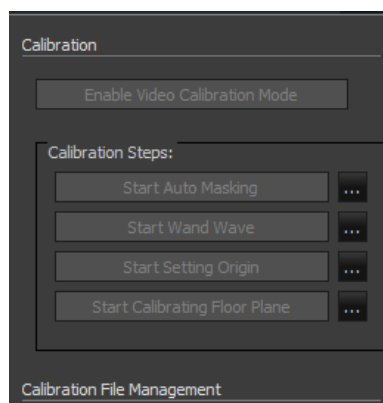 Calibration
Enable Video Calibration Mode
Calibration Steps:
Start Auto Masking ...
Start Wand Wave ...
Start Setting Origin ...
Start Calibrating Floor Plane ...
Calibration File Management